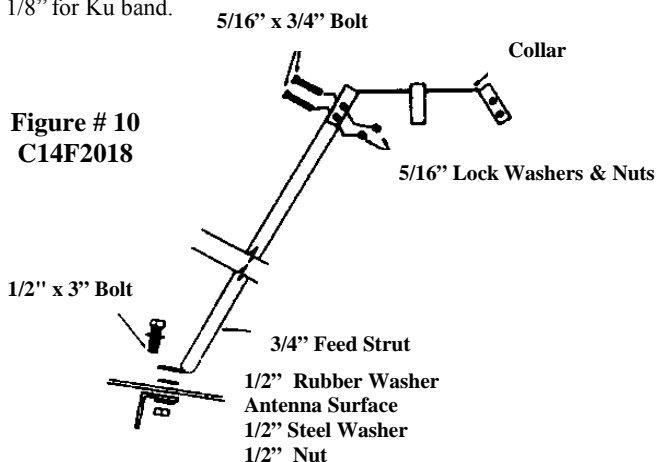 1/8” for Ku band.
5/16” x 3/4” Bolt
Collar
Figure # 10
C14F2018
5/16” Lock Washers & Nuts
1/2" x 3” Bolt
3/4” Feed Strut
1/2” Rubber Washer
Antenna Surface
1/2” Steel Washer
1/2” Nut